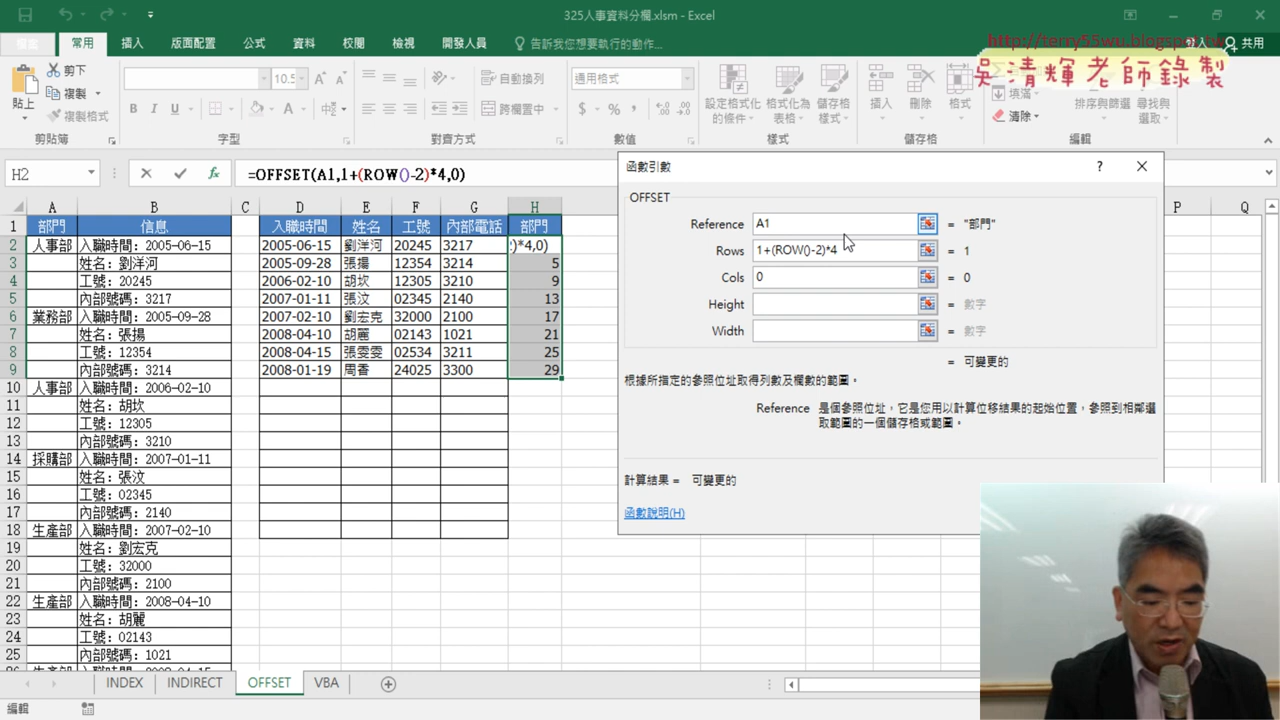 325人事資料分欄.xlsm - Excel
檔案 常用 插入 版面配置 公式 資料 校閱 檢視 開發人員 告訴我您想要執行的動作... 登入 共用
http://terry55wu.blogspot.tw
吳清輝老師錄製
剪下 複製 複製格式 貼上 剪貼簿
10.5 B I U 字型
自動換列 跨欄置中 對齊方式
通用格式 $ % 數值
設定格式化的條件 格式化為表格 儲存格樣式 樣式
插入 刪除 格式 儲存格
填滿 清除 排序與篩選 尋找與選取 編輯
H2 =OFFSET(A1,1+(ROW()-2)*4,0)
A B C D E F G H P Q
1 部門 信息 入職時間 姓名 工號 內部電話 部門
2 人事部 入職時間：2005-06-15 2005-06-15 劉洋河 20245 3217 )*4,0)
3 姓名：劉洋河 2005-09-28 張揚 12354 3214 5
4 工號：20245 2006-02-10 胡坎 12305 3210 9
5 內部號碼：3217 2007-01-11 張汶 02345 2140 13
6 業務部 入職時間：2005-09-28 2007-02-10 劉宏克 32000 2100 17
7 姓名：張揚 2008-04-10 胡麗 02143 1021 21
8 工號：12354 2008-04-15 張雯雯 02534 3211 25
9 內部號碼：3214 2008-01-19 周香 24025 3300 29
10 人事部 入職時間：2006-02-10
11 姓名：胡坎
12 工號：12305
13 內部號碼：3210
14 採購部 入職時間：2007-01-11
15 姓名：張汶
16 工號：02345
17 內部號碼：2140
18 生產部 入職時間：2007-02-10
19 姓名：劉宏克
20 工號：32000
21 內部號碼：2100
22 生產部 入職時間：2008-04-10
23 姓名：胡麗
24 工號：02143
25 內部號碼：1021
函數引數 ?
OFFSET
Reference A1 = "部門"
Rows 1+(ROW()-2)*4 = 1
Cols 0 = 0
Height = 數字
Width = 數字
= 可變更的
根據所指定的參照位址取得列數及欄數的範圍。
Reference 是個參照位址，它是您用以計算位移結果的起始位置，參照到相鄰選
取範圍的一個儲存格或範圍。
計算結果 = 可變更的
函數說明(H)
INDEX INDIRECT OFFSET VBA
編輯